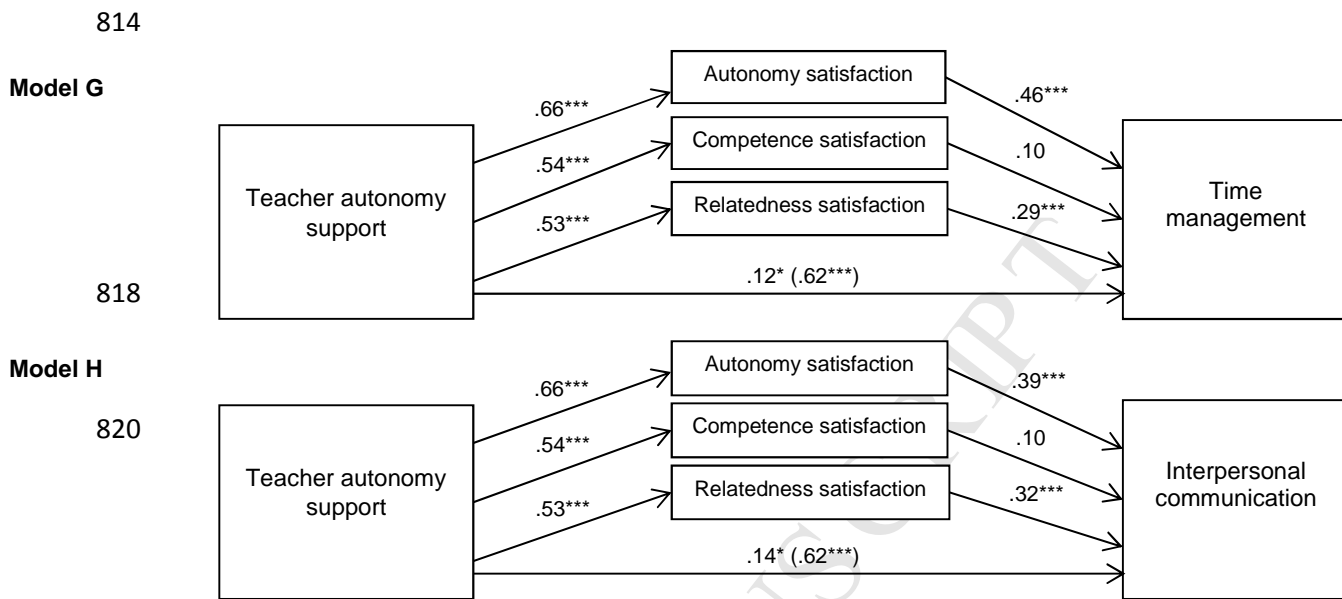 814
Model G
Autonomy satisfaction
.66***
.46***
Competence satisfaction
.54***
.10
Teacher autonomy
support
Time
management
Relatedness satisfaction
.53***
.29***
.12* (.62***)
818
Model H
Autonomy satisfaction
.66***
.39***
820
Competence satisfaction
.54***
.10
Teacher autonomy
support
Interpersonal
communication
Relatedness satisfaction
.53***
.32***
.14* (.62***)